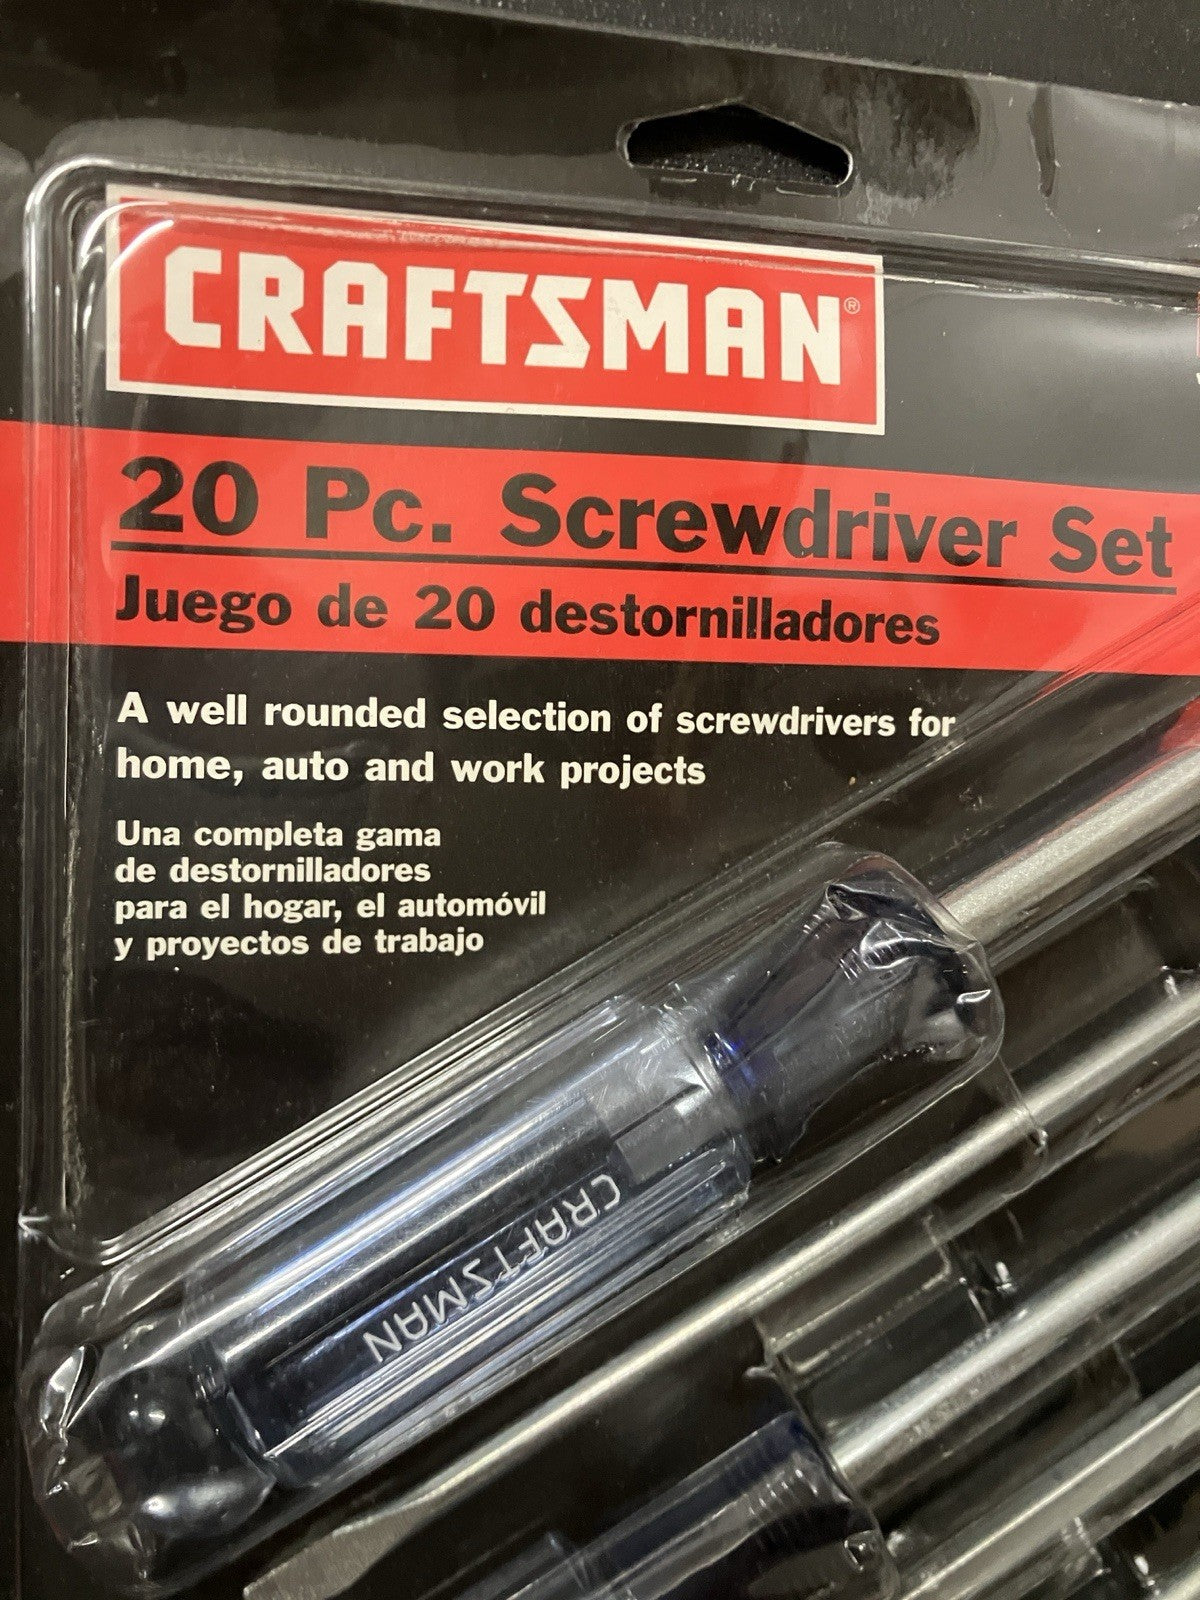 CRAFTSMAN®
20 Pc. Screwdriver Set
Juego de 20 destornilladores
A well rounded selection of screwdrivers for
home, auto and work projects
Una completa gama
de destornilladores
para el hogar, el automóvil
y proyectos de trabajo
CRAFTSMAN